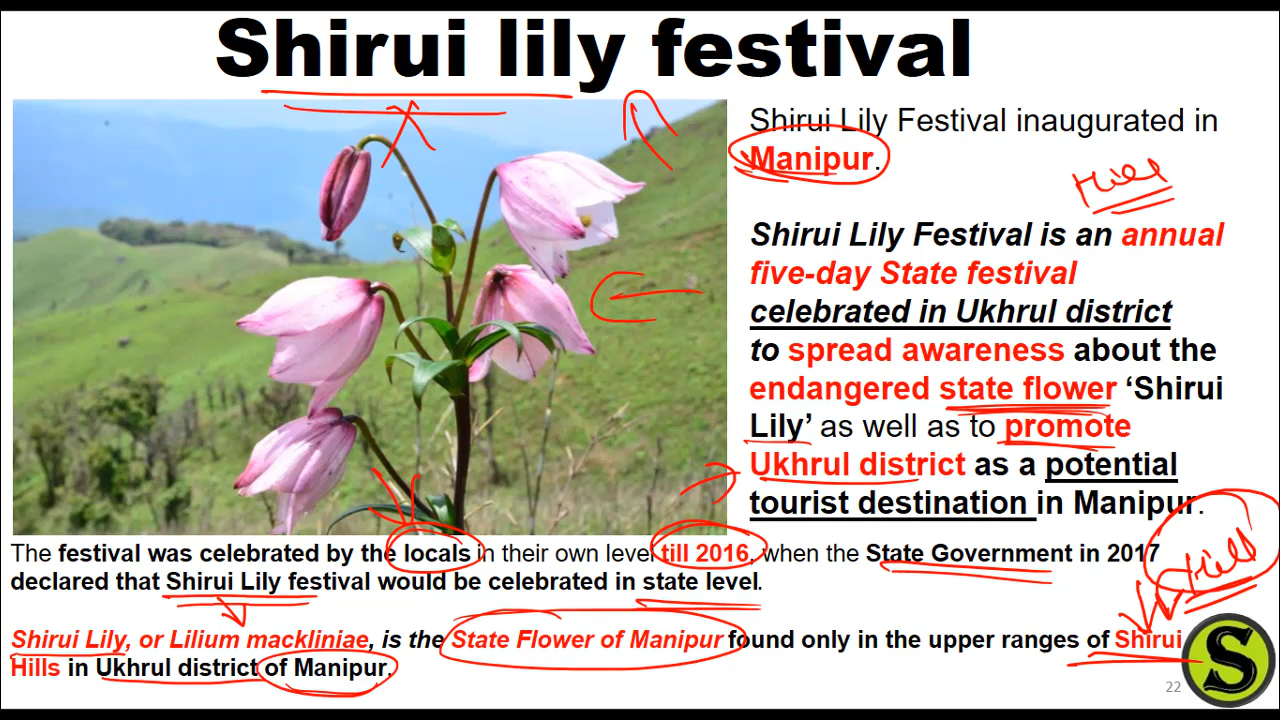 Shirui lily festival
Shirui Lily Festival inaugurated in
Manipur.
Hill
Shirui Lily Festival is an annual
five-day State festival
celebrated in Ukhrul district
to spread awareness about the
endangered state flower ‘Shirui
Lily’ as well as to promote
Ukhrul district as a potential
tourist destination in Manipur.
The festival was celebrated by the locals in their own level till 2016, when the State Government in 2017
declared that Shirui Lily festival would be celebrated in state level.
Hill
Shirui Lily, or Lilium mackliniae, is the State Flower of Manipur found only in the upper ranges of Shirui
Hills in Ukhrul district of Manipur.
S
22